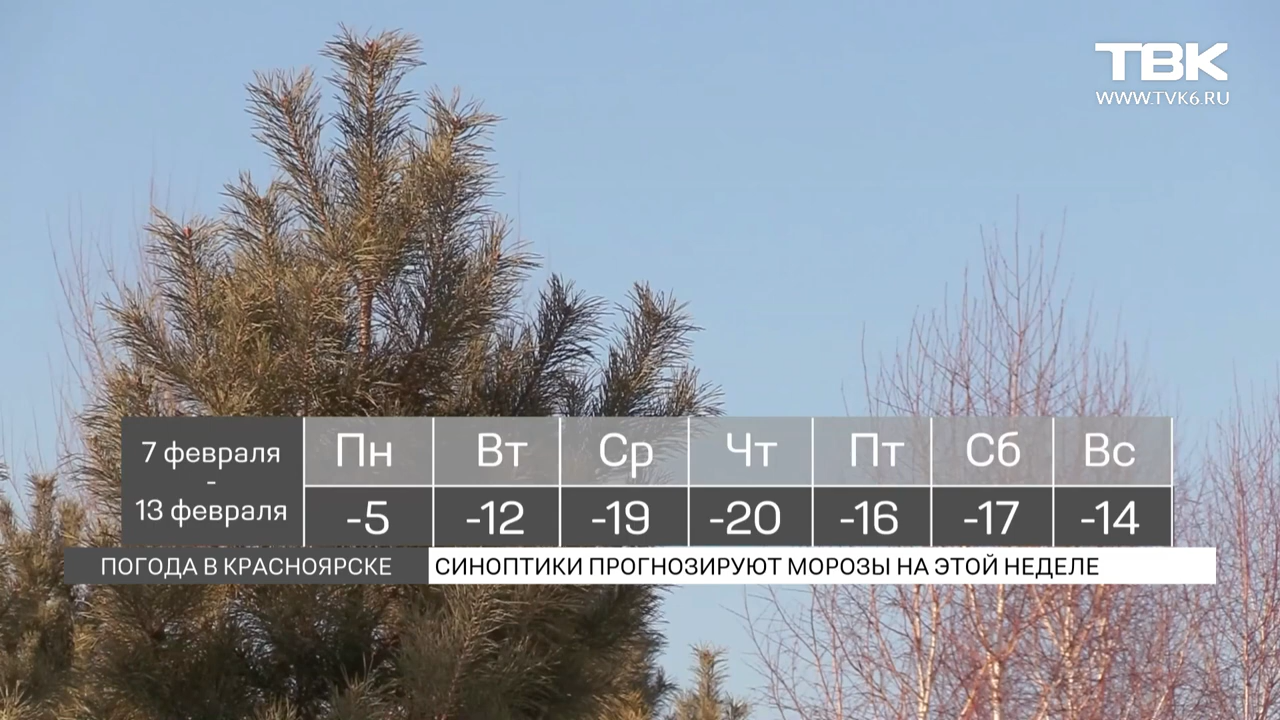 ТВК
WWW.TVK6.RU
7 февраля
-
13 февраля
Пн Вт Ср Чт Пт Сб Вс
-5 -12 -19 -20 -16 -17 -14
ПОГОДА В КРАСНОЯРСКЕ СИНОПТИКИ ПРОГНОЗИРУЮТ МОРОЗЫ НА ЭТОЙ НЕДЕЛЕ